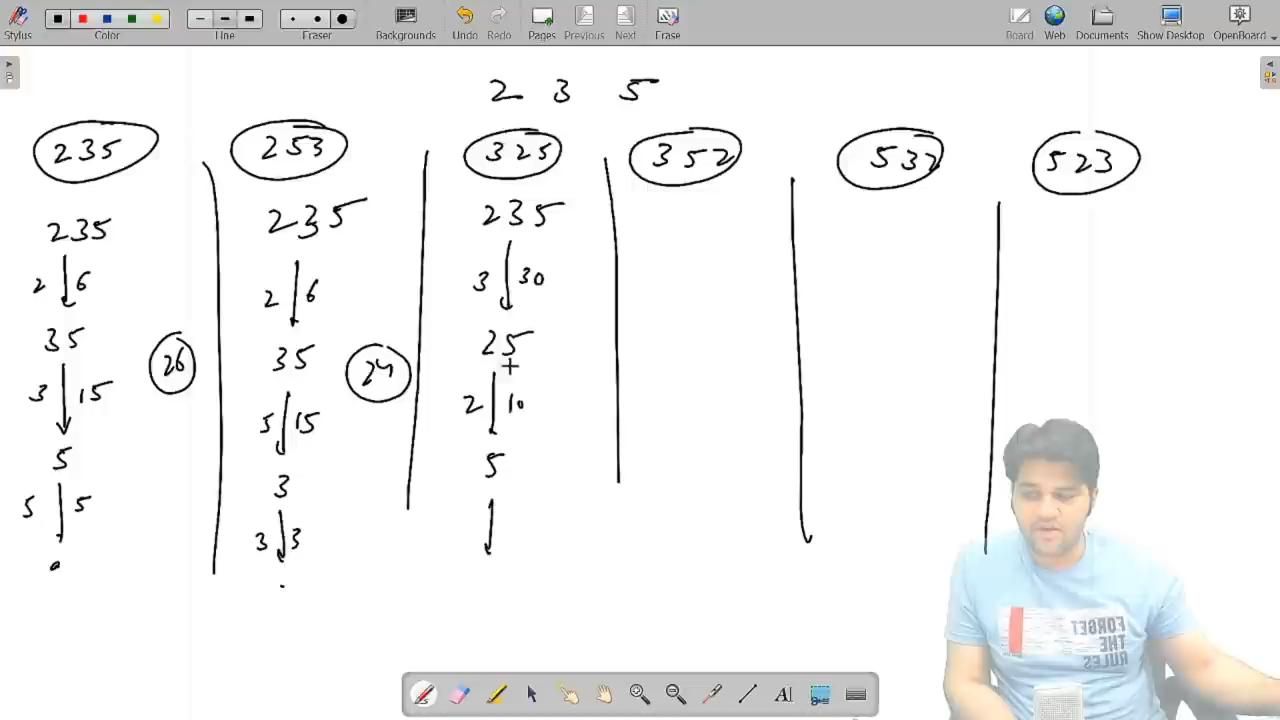 Stylus
Color
Line
Eraser
Backgrounds
Undo
Redo
Pages
Previous
Next
Erase
Board
Web
Documents
Show Desktop
OpenBoard
2 3 5
235
253
325
352
532
523
235
2 6
35
3 15
5
5 5
26
235
2 6
35
5 15
3
3 3
24
235
3 30
25
2 10
5
FORGET
THE
RULES